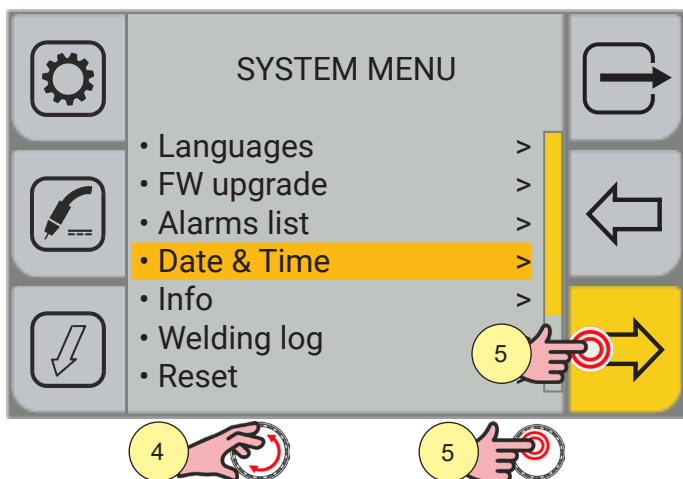 SYSTEM MENU
• Languages >
• FW upgrade >
• Alarms list >
• Date & Time >
• Info >
• Welding log
• Reset
5
4
5